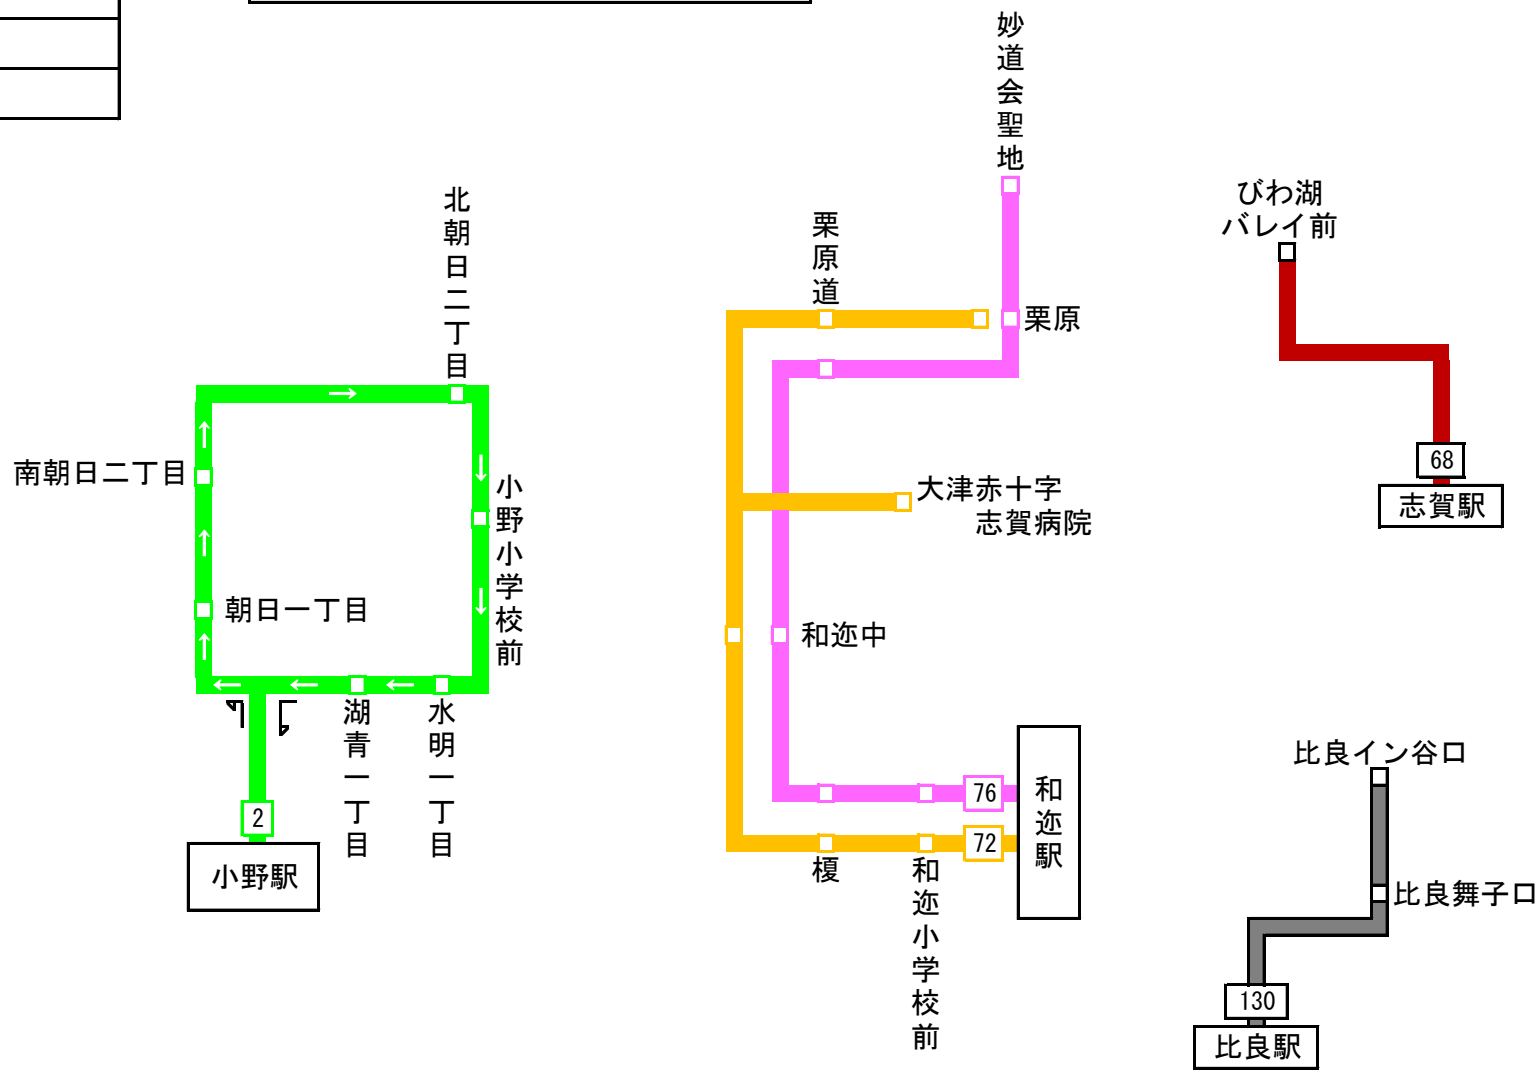 妙道会聖地
北朝日二丁目
栗原道
びわ湖
バレイ前
栗原
南朝日二丁目
小野小学校前
大津赤十字
志賀病院
68
志賀駅
朝日一丁目
和迩中
湖青一丁目
水明一丁目
2
小野駅
76
72
和迩駅
榎
和迩小学校前
比良イン谷口
比良舞子口
130
比良駅